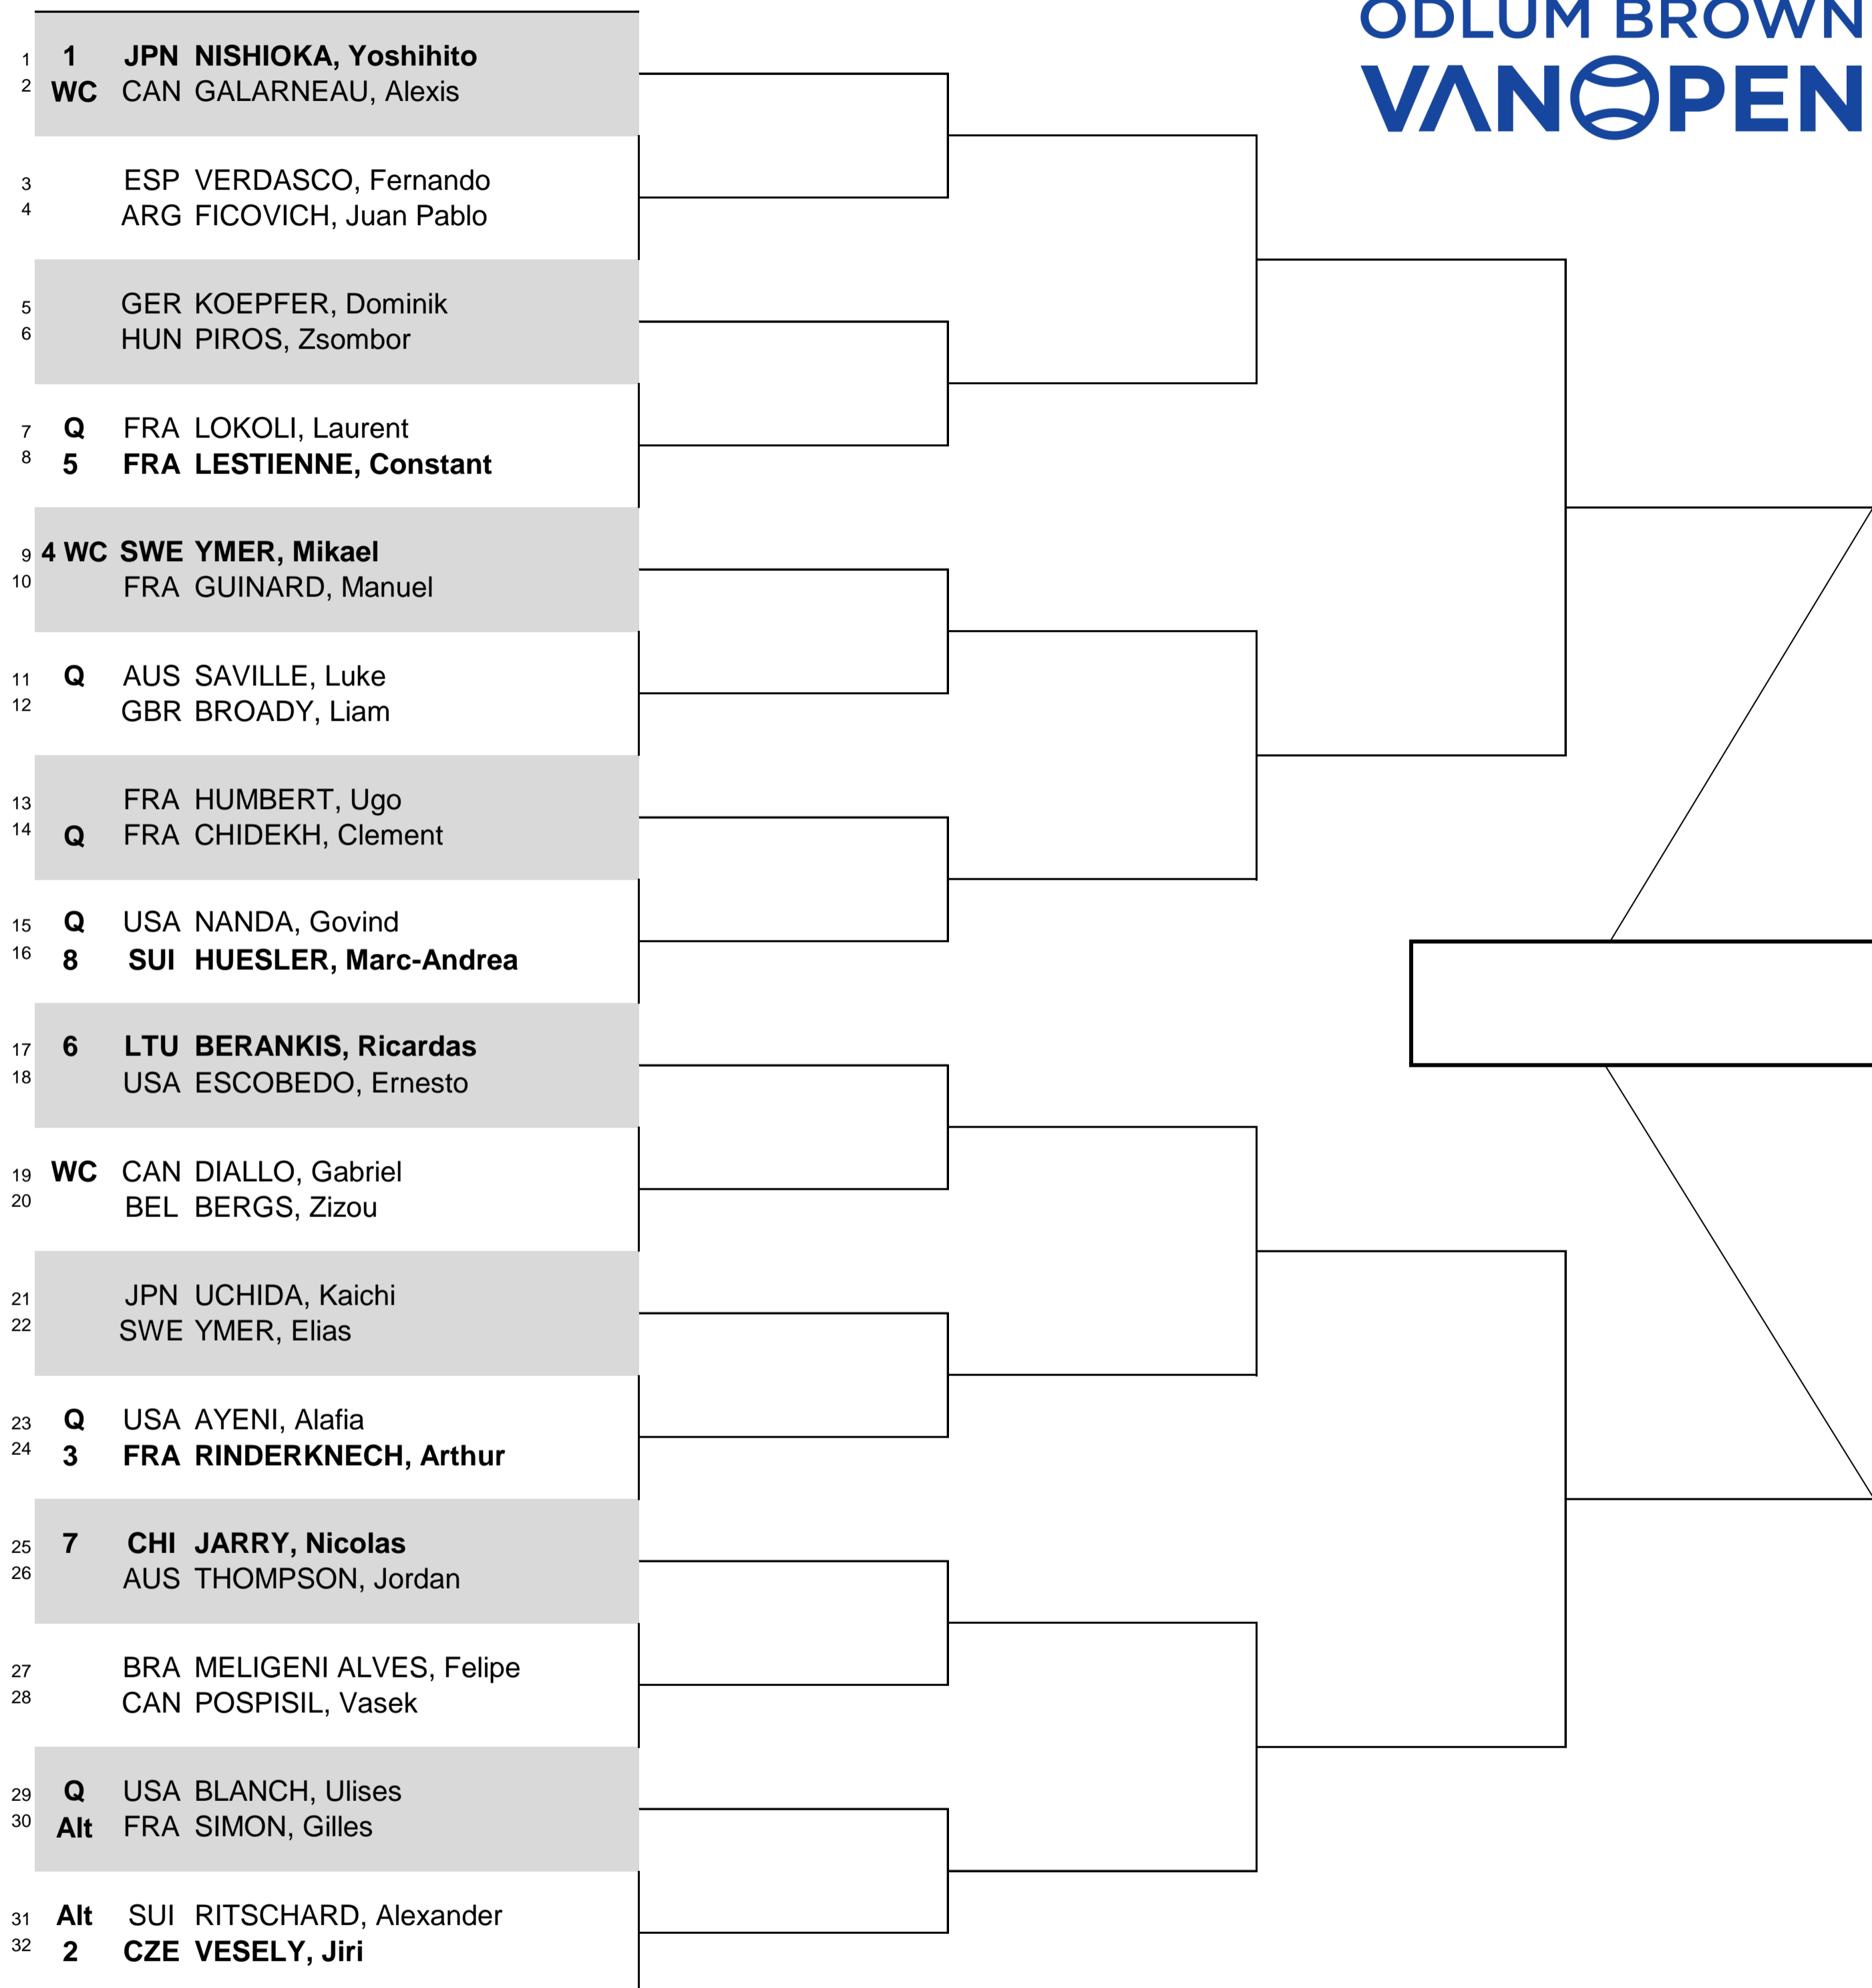 ODLUM BROWN
VANOPEN
1 1 JPN NISHIOKA, Yoshihito
2 WC CAN GALARNEAU, Alexis
3 ESP VERDASCO, Fernando
4 ARG FICOVICH, Juan Pablo
5 GER KOEPFER, Dominik
6 HUN PIROS, Zsombor
7 Q FRA LOKOLI, Laurent
8 5 FRA LESTIENNE, Constant
9 4 WC SWE YMER, Mikael
10 FRA GUINARD, Manuel
11 Q AUS SAVILLE, Luke
12 GBR BROADY, Liam
13 FRA HUMBERT, Ugo
14 Q FRA CHIDEKH, Clement
15 Q USA NANDA, Govind
16 8 SUI HUESLER, Marc-Andrea
17 6 LTU BERANKIS, Ricardas
18 USA ESCOBEDO, Ernesto
19 WC CAN DIALLO, Gabriel
20 BEL BERGS, Zizou
21 JPN UCHIDA, Kaichi
22 SWE YMER, Elias
23 Q USA AYENI, Alafia
24 3 FRA RINDERKNECH, Arthur
25 7 CHI JARRY, Nicolas
26 AUS THOMPSON, Jordan
27 BRA MELIGENI ALVES, Felipe
28 CAN POSPISIL, Vasek
29 Q USA BLANCH, Ulises
30 Alt FRA SIMON, Gilles
31 Alt SUI RITSCHARD, Alexander
32 2 CZE VESELY, Jiri